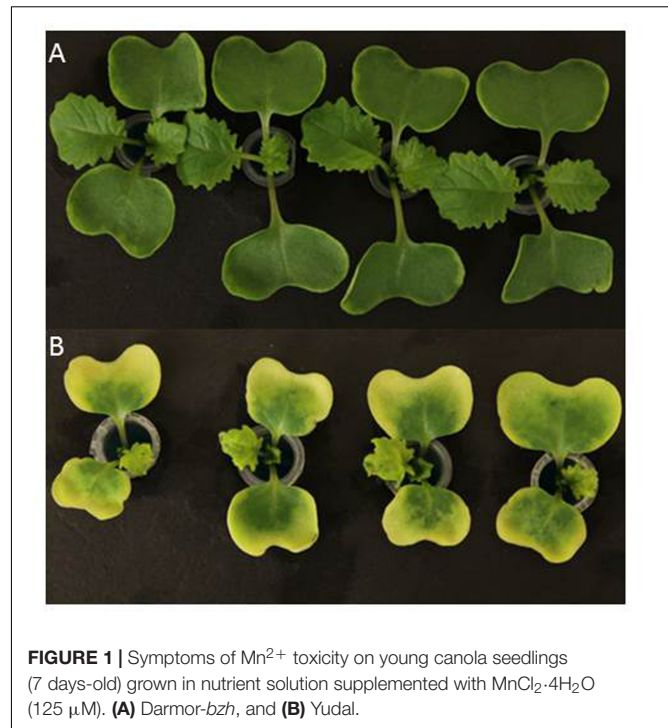 A
B
FIGURE 1 | Symptoms of Mn²⁺ toxicity on young canola seedlings
(7 days-old) grown in nutrient solution supplemented with MnCl₂·4H₂O
(125 μM). (A) Darmor-bzh, and (B) Yudal.